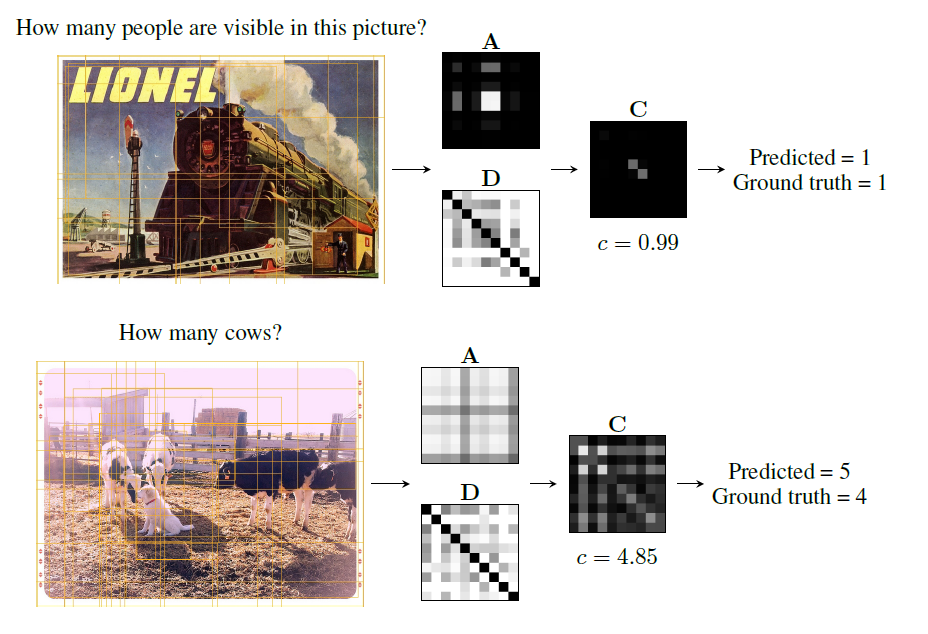 How many people are visible in this picture?
LIONEL
A
D
C
c = 0.99
Predicted = 1
Ground truth = 1
How many cows?
A
D
C
c = 4.85
Predicted = 5
Ground truth = 4